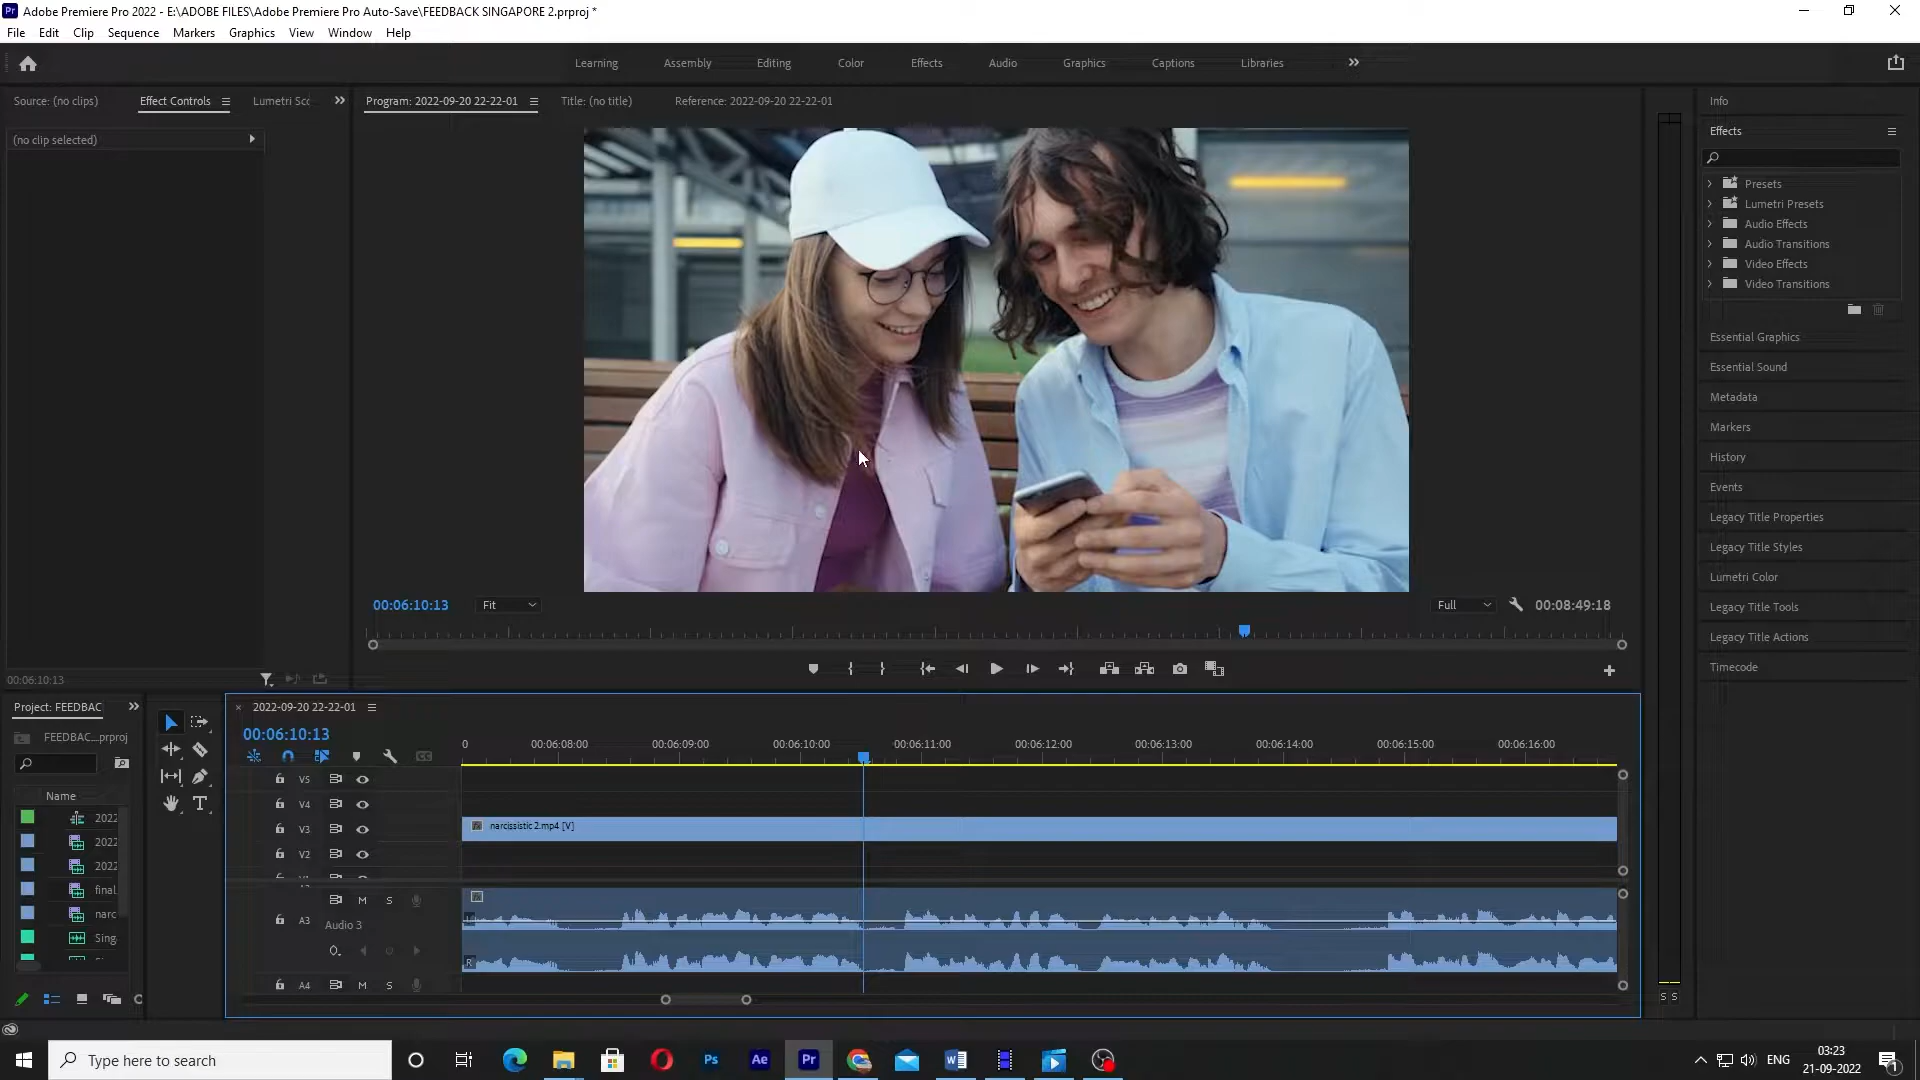 Adobe Premiere Pro 2022 - E:\ADOBE FILES\Adobe Premiere Pro Auto-Save\FEEDBACK SINGAPORE 2.prproj *
File Edit Clip Sequence Markers Graphics View Window Help
Learning Assembly Editing Color Effects Audio Graphics Captions Libraries
Source: (no clips) Effect Controls Lumetri Sco
Program: 2022-09-20 22-22-01 Title: (no title) Reference: 2022-09-20 22-22-01
(no clip selected)
Info
Effects
Presets
Lumetri Presets
Audio Effects
Audio Transitions
Video Effects
Video Transitions
Essential Graphics
Essential Sound
Metadata
Markers
History
Events
Legacy Title Properties
Legacy Title Styles
Lumetri Color
Legacy Title Tools
Legacy Title Actions
Timecode
00:06:10:13 Fit Full 00:08:49:18
00:06:10:13
Project: FEEDBAC
FEEDBAC...prproj
Name
2022
2022
2022
final
narc
Sing
2022-09-20 22-22-01
00:06:10:13
0 00:06:08:00 00:06:09:00 00:06:10:00 00:06:11:00 00:06:12:00 00:06:13:00 00:06:14:00 00:06:15:00 00:06:16:00
V5
V4
V3 narcissistic 2.mp4 [V]
V2
M S
A3 Audio 3
L
R
A4 M S
S S
Type here to search
Ps Ae Pr
ENG
03:23
21-09-2022
1